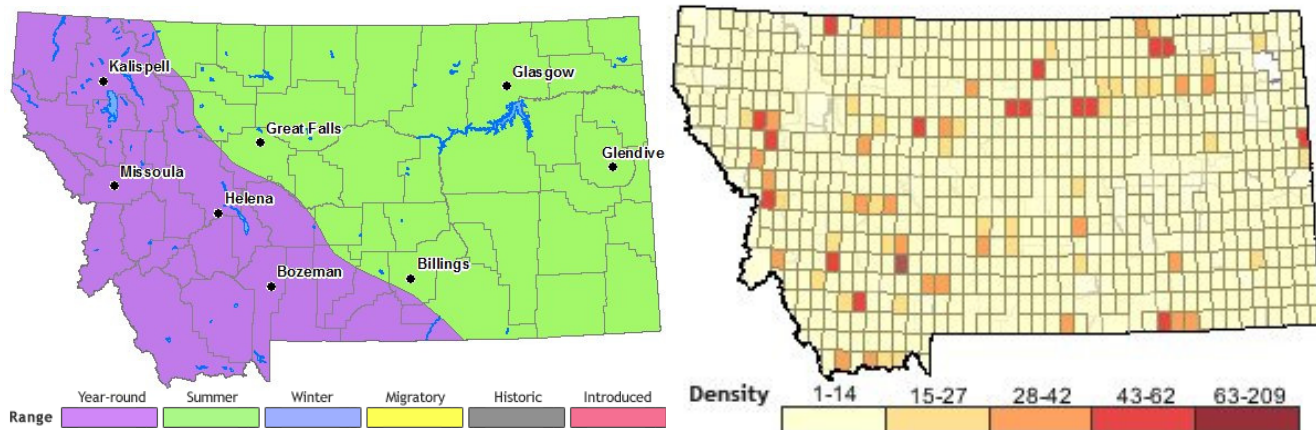 Kalispell
Glasgow
Great Falls
Glendive
Missoula
Helena
Bozeman
Billings
Year-round Summer Winter Migratory Historic Introduced
Range
Density 1-14 15-27 28-42 43-62 63-209